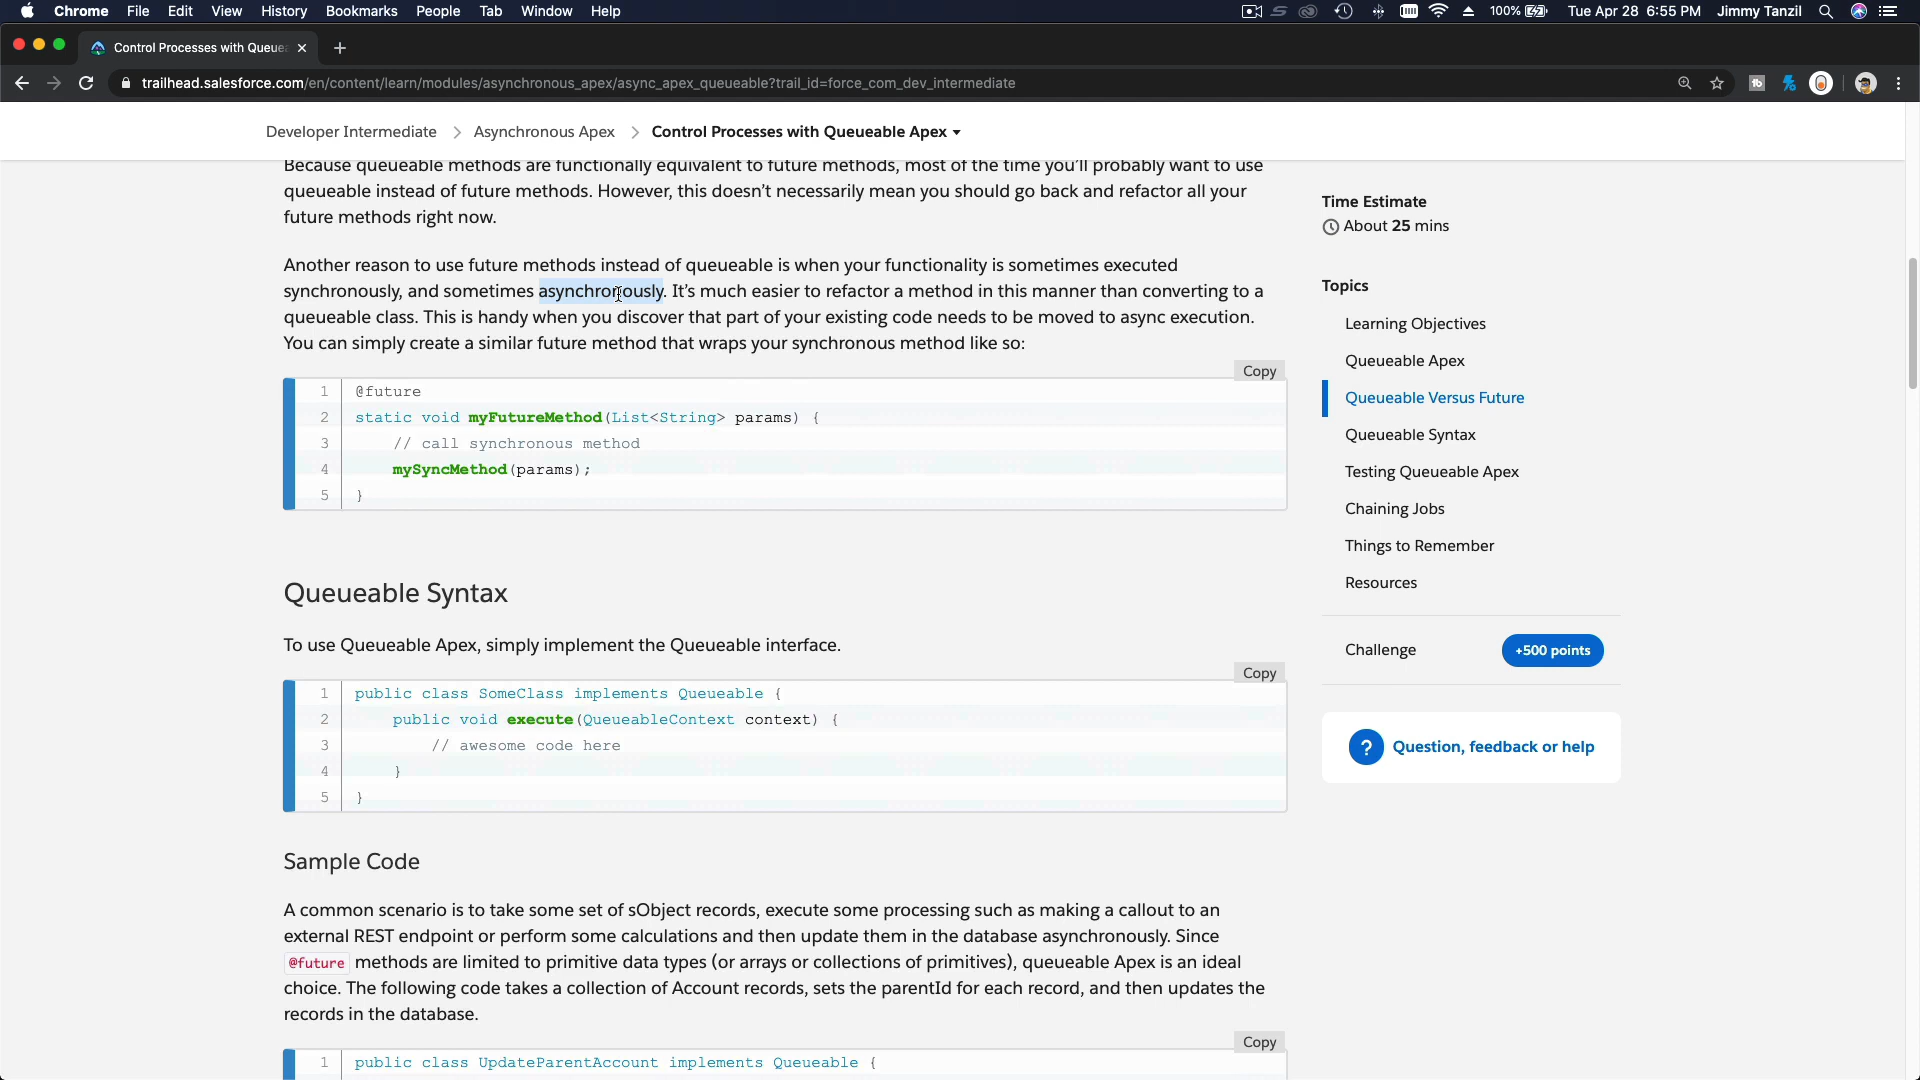 Chrome File Edit View History Bookmarks People Tab Window Help 100% Tue Apr 28 6:55 PM Jimmy Tanzil
Control Processes with Queue
trailhead.salesforce.com/en/content/learn/modules/asynchronous_apex/async_apex_queueable?trail_id=force_com_dev_intermediate
Developer Intermediate > Asynchronous Apex > Control Processes with Queueable Apex
Because queueable methods are functionally equivalent to future methods, most of the time you’ll probably want to use
queueable instead of future methods. However, this doesn’t necessarily mean you should go back and refactor all your
future methods right now.
Another reason to use future methods instead of queueable is when your functionality is sometimes executed
synchronously, and sometimes asynchronously. It’s much easier to refactor a method in this manner than converting to a
queueable class. This is handy when you discover that part of your existing code needs to be moved to async execution.
You can simply create a similar future method that wraps your synchronous method like so:
Copy
1 @future
2 static void myFutureMethod(List<String> params) {
3 // call synchronous method
4 mySyncMethod(params);
5 }
Queueable Syntax
To use Queueable Apex, simply implement the Queueable interface.
Copy
1 public class SomeClass implements Queueable {
2 public void execute(QueueableContext context) {
3 // awesome code here
4 }
5 }
Sample Code
A common scenario is to take some set of sObject records, execute some processing such as making a callout to an
external REST endpoint or perform some calculations and then update them in the database asynchronously. Since
@future methods are limited to primitive data types (or arrays or collections of primitives), queueable Apex is an ideal
choice. The following code takes a collection of Account records, sets the parentId for each record, and then updates the
records in the database.
Copy
1 public class UpdateParentAccount implements Queueable {
Time Estimate
About 25 mins
Topics
Learning Objectives
Queueable Apex
Queueable Versus Future
Queueable Syntax
Testing Queueable Apex
Chaining Jobs
Things to Remember
Resources
Challenge +500 points
? Question, feedback or help